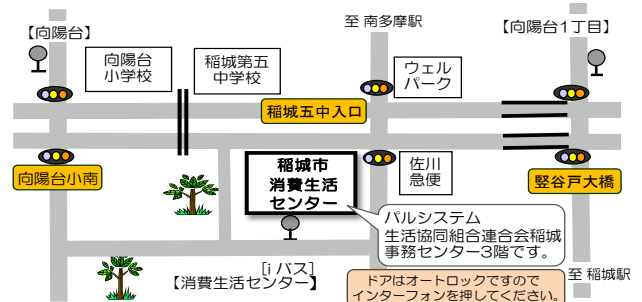 【向陽台】
至 南多摩駅
【向陽台１丁目】
向陽台
小学校
稲城第五
中学校
ウェル
パーク
稲城五中入口
向陽台小南
稲城市
消費生活
センター
佐川
急便
竪谷戸大橋
パルシステム
生活協同組合連合会稲城
事務センター3階です。
[iバス]
【消費生活センター】
至 稲城駅
ドアはオートロックですので
インターフォンを押してください。